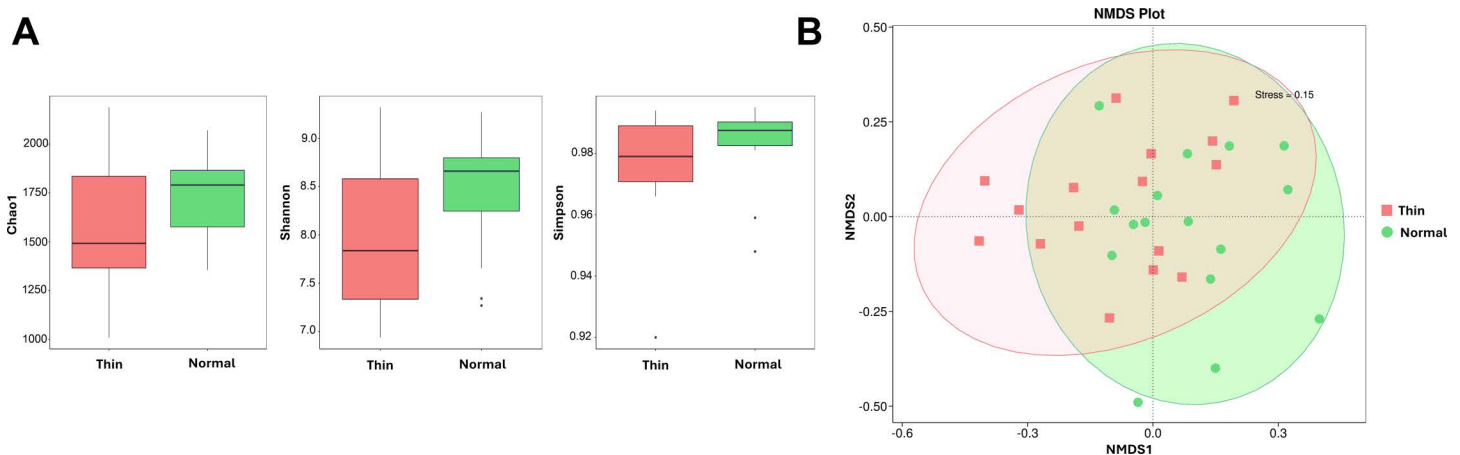 A
Chao1
2000
1750
1500
1250
1000
Thin Normal
Shannon
9.0
8.5
8.0
7.5
7.0
Thin Normal
Simpson
0.98
0.96
0.94
0.92
Thin Normal
B
NMDS Plot
Stress = 0.15
NMDS2
0.50
0.25
0.00
-0.25
-0.50
-0.6 -0.3 0.0 0.3
NMDS1
Thin
Normal